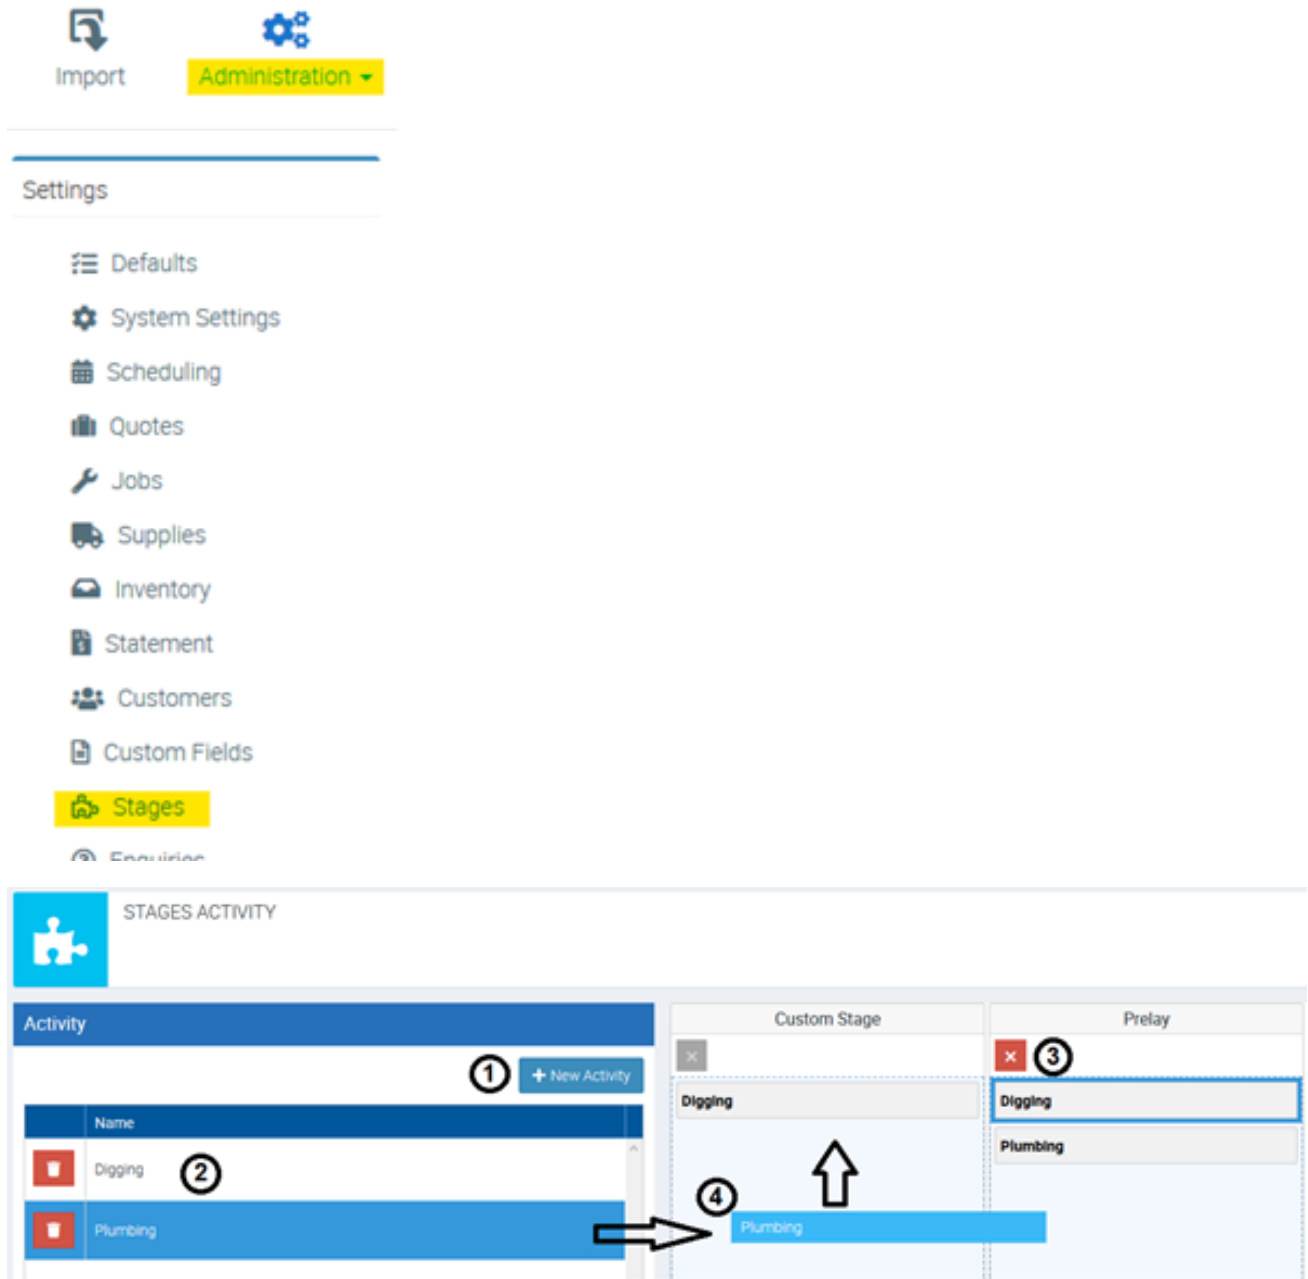 Import
Administration
Settings
Defaults
System Settings
Scheduling
Quotes
Jobs
Supplies
Inventory
Statement
Customers
Custom Fields
Stages
Enquiries
STAGES ACTIVITY
Activity
1
+ New Activity
Name
Digging
2
Plumbing
Custom Stage
Prelay
×
× 3
Digging
Digging
Plumbing
4
Plumbing